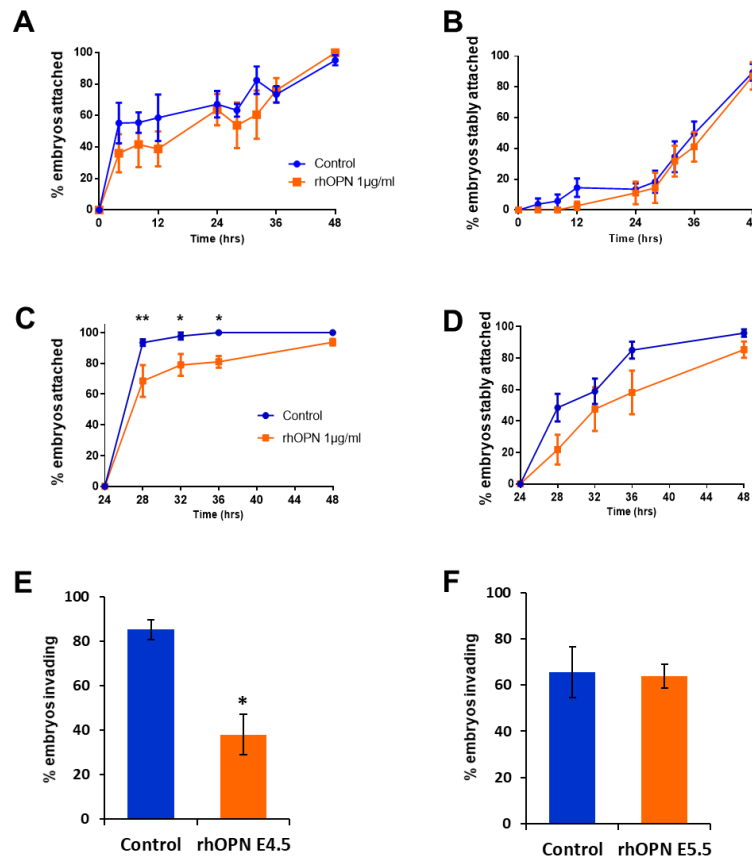 A
% embryos attached
100
80
60
40
20
0
0
12
24
36
48
Time (hrs)
Control
rhOPN 1µg/ml
B
% embryos stably attached
100
80
60
40
20
0
0
12
24
36
Time (hrs)
C
% embryos attached
** * *
100
80
60
40
20
0
24
28
32
36
40
44
48
Time (hrs)
Control
rhOPN 1µg/ml
D
% embryos stably attached
100
80
60
40
20
0
24
28
32
36
40
44
48
Time (hrs)
E
% embryos invading
100
80
60
40
20
0
*
Control
rhOPN E4.5
F
% embryos invading
100
80
60
40
20
0
Control
rhOPN E5.5